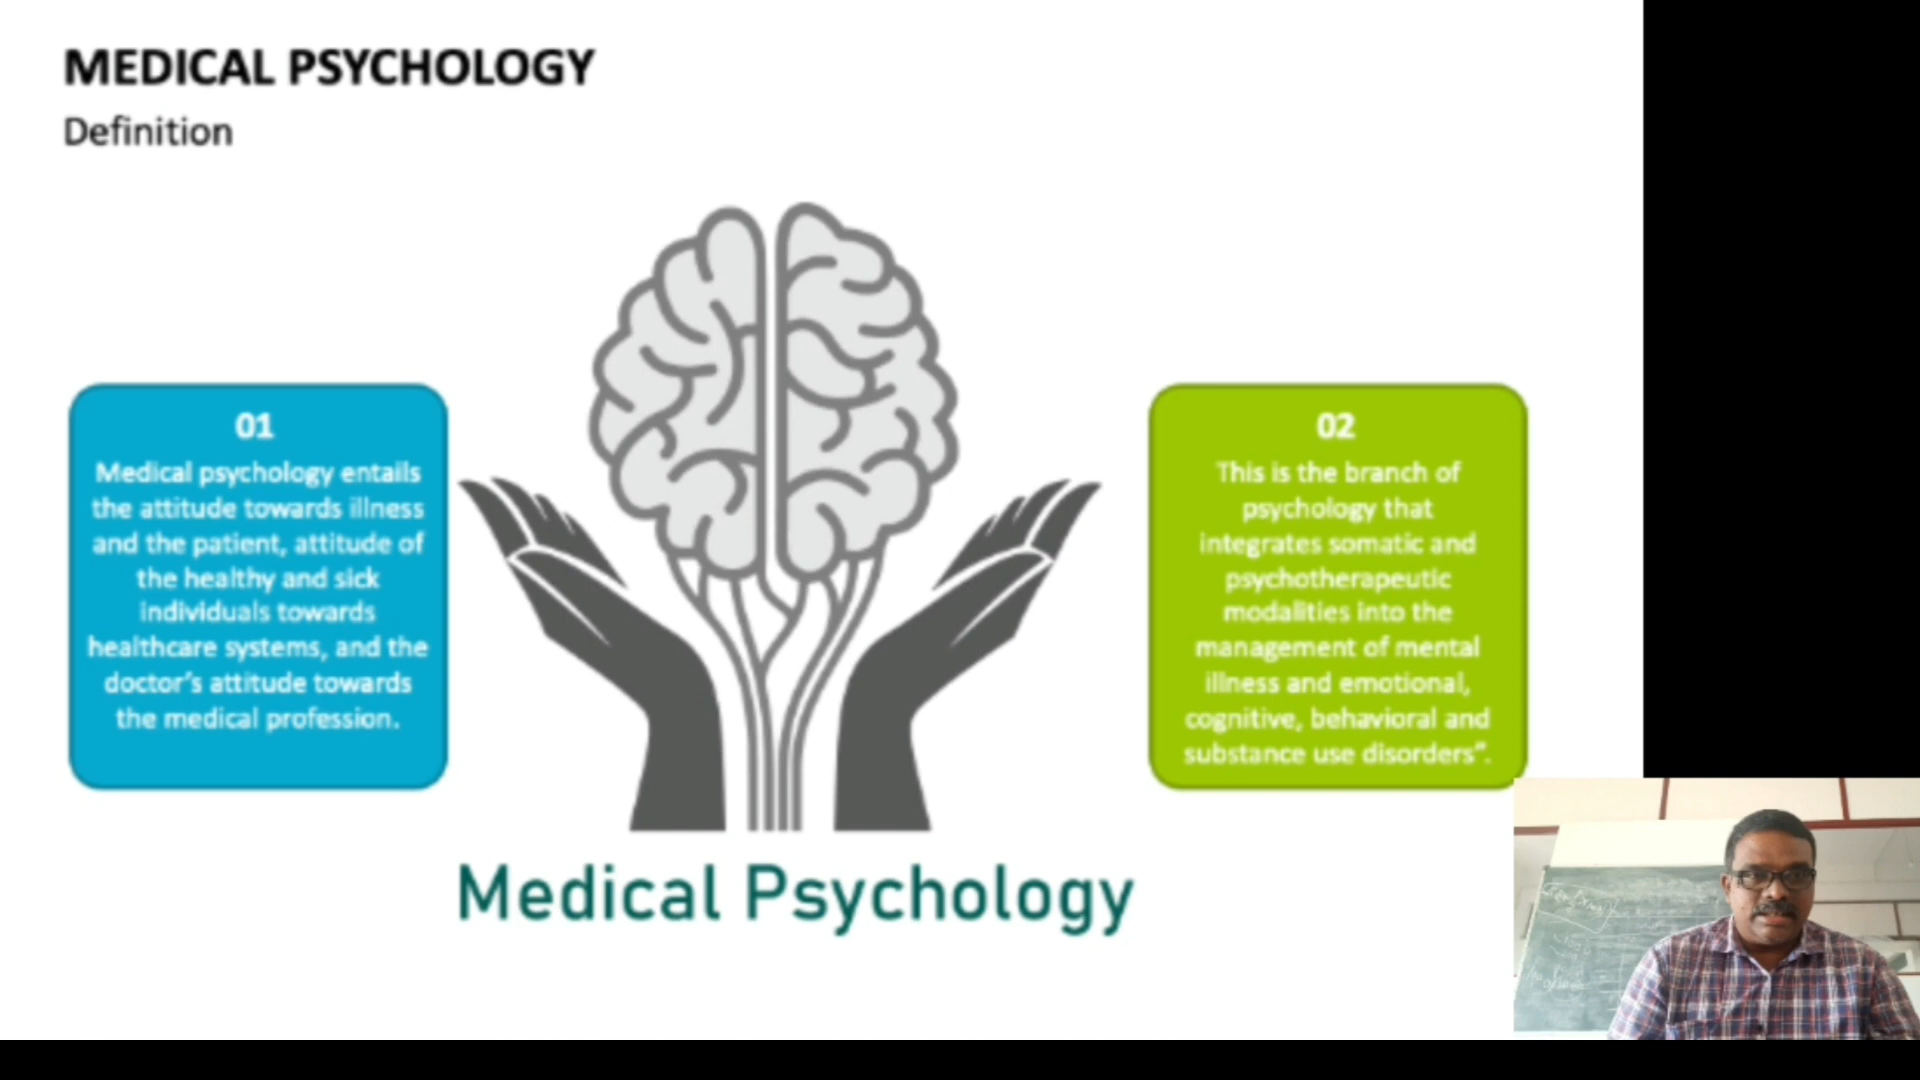 MEDICAL PSYCHOLOGY
Definition
01
Medical psychology entails
the attitude towards illness
and the patient, attitude of
the healthy and sick
individuals towards
healthcare systems, and the
doctor's attitude towards
the medical profession.
02
This is the branch of
psychology that
integrates somatic and
psychotherapeutic
modalities into the
management of mental
illness and emotional,
cognitive, behavioral and
substance use disorders”.
Medical Psychology